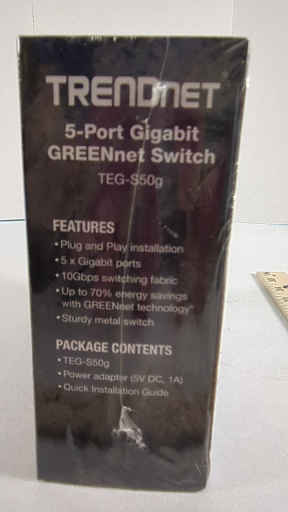 TRENDNET
5-Port Gigabit
GREENnet Switch
TEG-S50g
FEATURES
• Plug and Play installation
• 5 x Gigabit ports
• 10Gbps switching fabric
• Up to 70% energy savings
with GREENnet technology*
• Sturdy metal switch
PACKAGE CONTENTS
• TEG-S50g
• Power adapter (5V DC, 1A)
• Quick Installation Guide